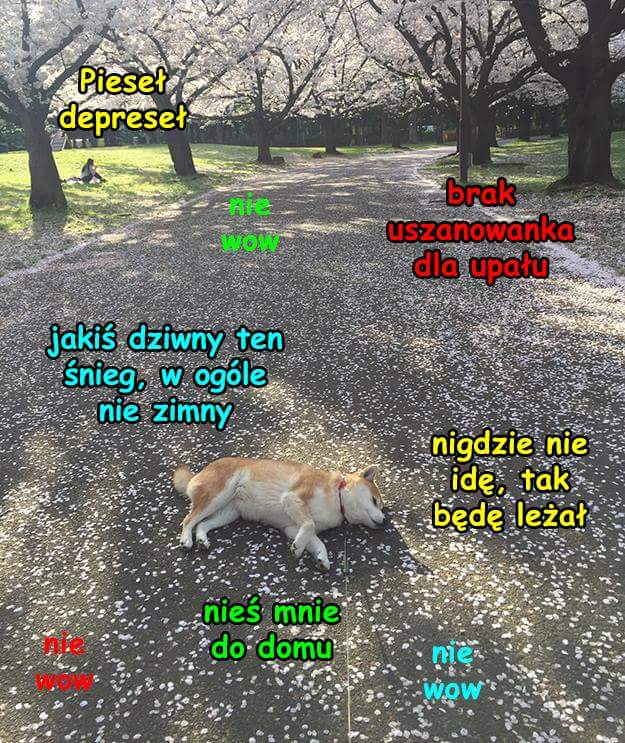 Pieseł
depreseł
nie
wow
brak
uszanowanka
dla upału
jakiś dziwny ten
śnieg, w ogóle
nie zimny
nigdzie nie
idę, tak
będę leżał
nieś mnie
do domu
nie
wow
nie
wow